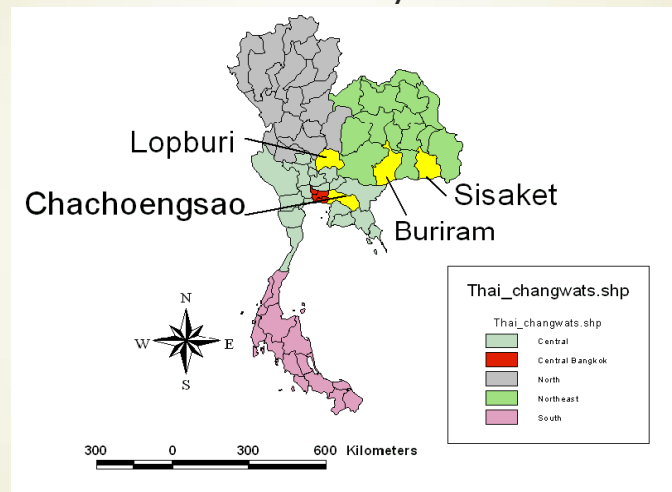 Lopburi
Chachoengsao
Sisaket
Buriram
N
W E
S
Thai_changwats.shp
Thai_changwats.shp
Central
Central Bangkok
North
Northeast
South
300 0 300 600 Kilometers